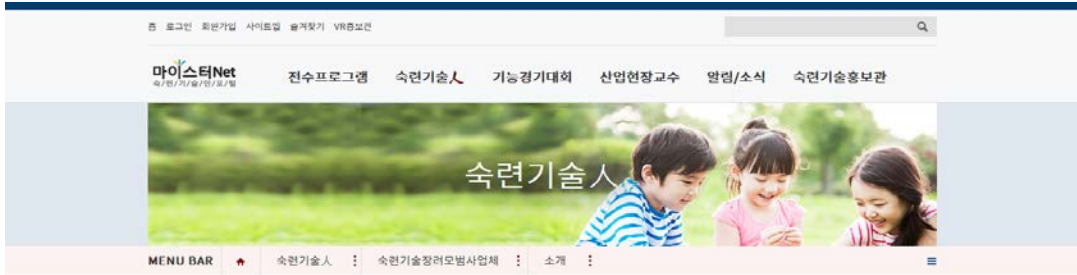 홈 로그인 회원가입 사이트맵 즐겨찾기 VR홍보관
마이스터Net
숙/련/기/술/인/포/털
전수프로그램 숙련기술人 기능경기대회 산업현장교수 알림/소식 숙련기술홍보관
숙련기술人
MENU BAR 숙련기술人 숙련기술장려모범사업체 소개